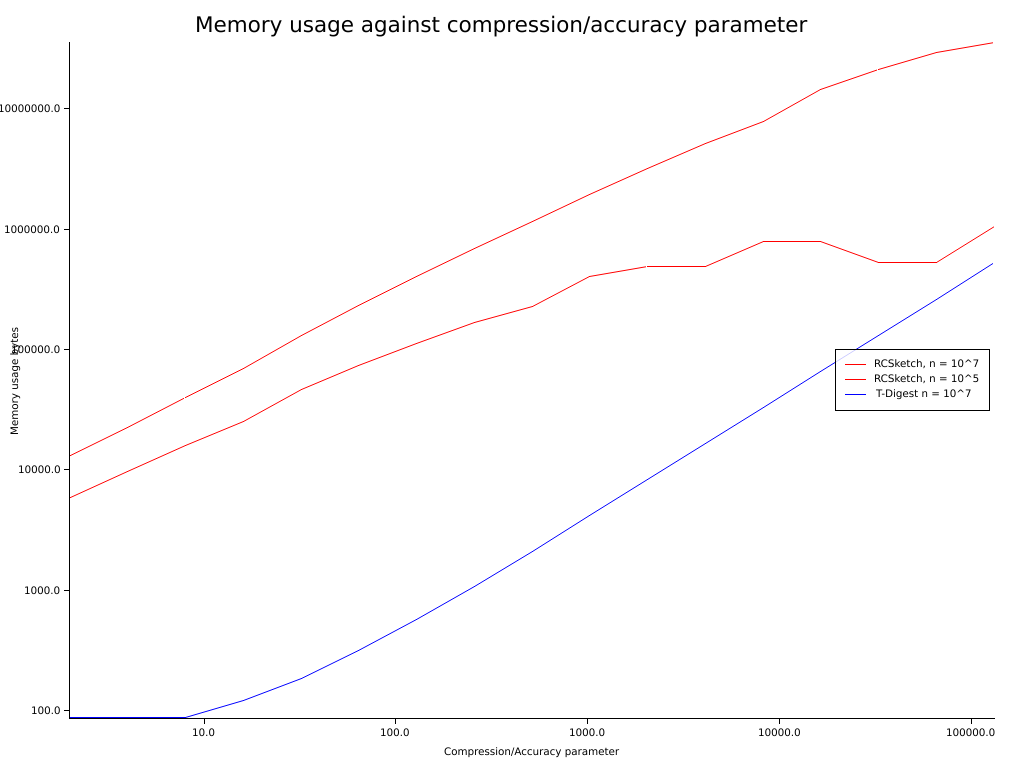 Memory usage against compression/accuracy parameter
10000000.0
1000000.0
100000.0
10000.0
1000.0
100.0
Memory usage bytes
RCSketch, n = 10^7
RCSketch, n = 10^5
T-Digest n = 10^7
10.0 100.0 1000.0 10000.0 100000.0
Compression/Accuracy parameter